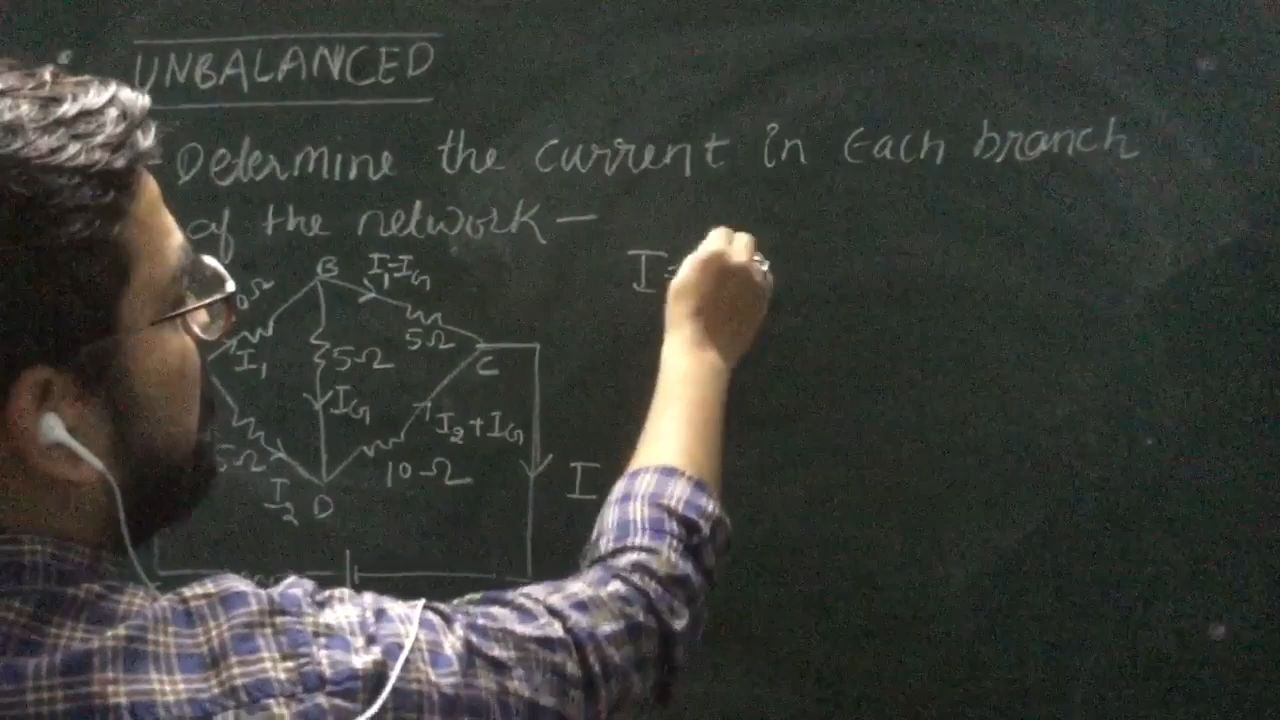 UNBALANCED
Determine the current in Each branch
of the network —
B
I₁-IG
0Ω
5Ω
I₁
5Ω
C
IG
I₂+IG
5Ω
10Ω
I
I₂
D
I=